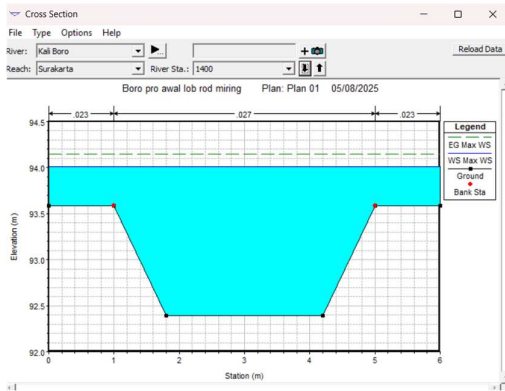 Cross Section
File Type Options Help
River: Kali Boro
Reload Data
Reach: Surakarta River Sta.: 1400
Boro pro awal lob rod miring Plan: Plan 01 05/08/2025
.023 .027 .023
Legend
EG Max WS
WS Max WS
Ground
Bank Sta
94.5
94.0
93.5
93.0
92.5
92.0
Elevation (m)
0 1 2 3 4 5 6
Station (m)